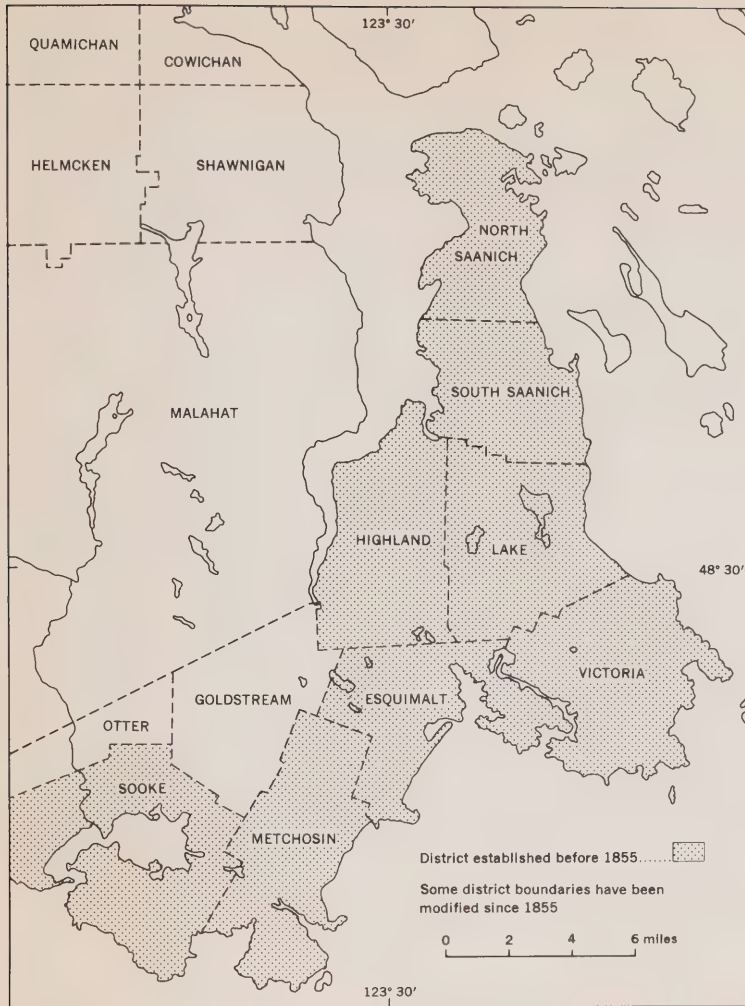 123° 30'
QUAMICHAN
COWICHAN
HELMCKEN
SHAWNIGAN
NORTH
SAANICH
SOUTH SAANICH
MALAHAT
HIGHLAND
LAKE
48° 30'
VICTORIA
GOLDSTREAM
ESQUIMALT
OTTER
SOOKE
METCHOSIN
District established before 1855......
Some district boundaries have been
modified since 1855
0 2 4 6 miles
123° 30'